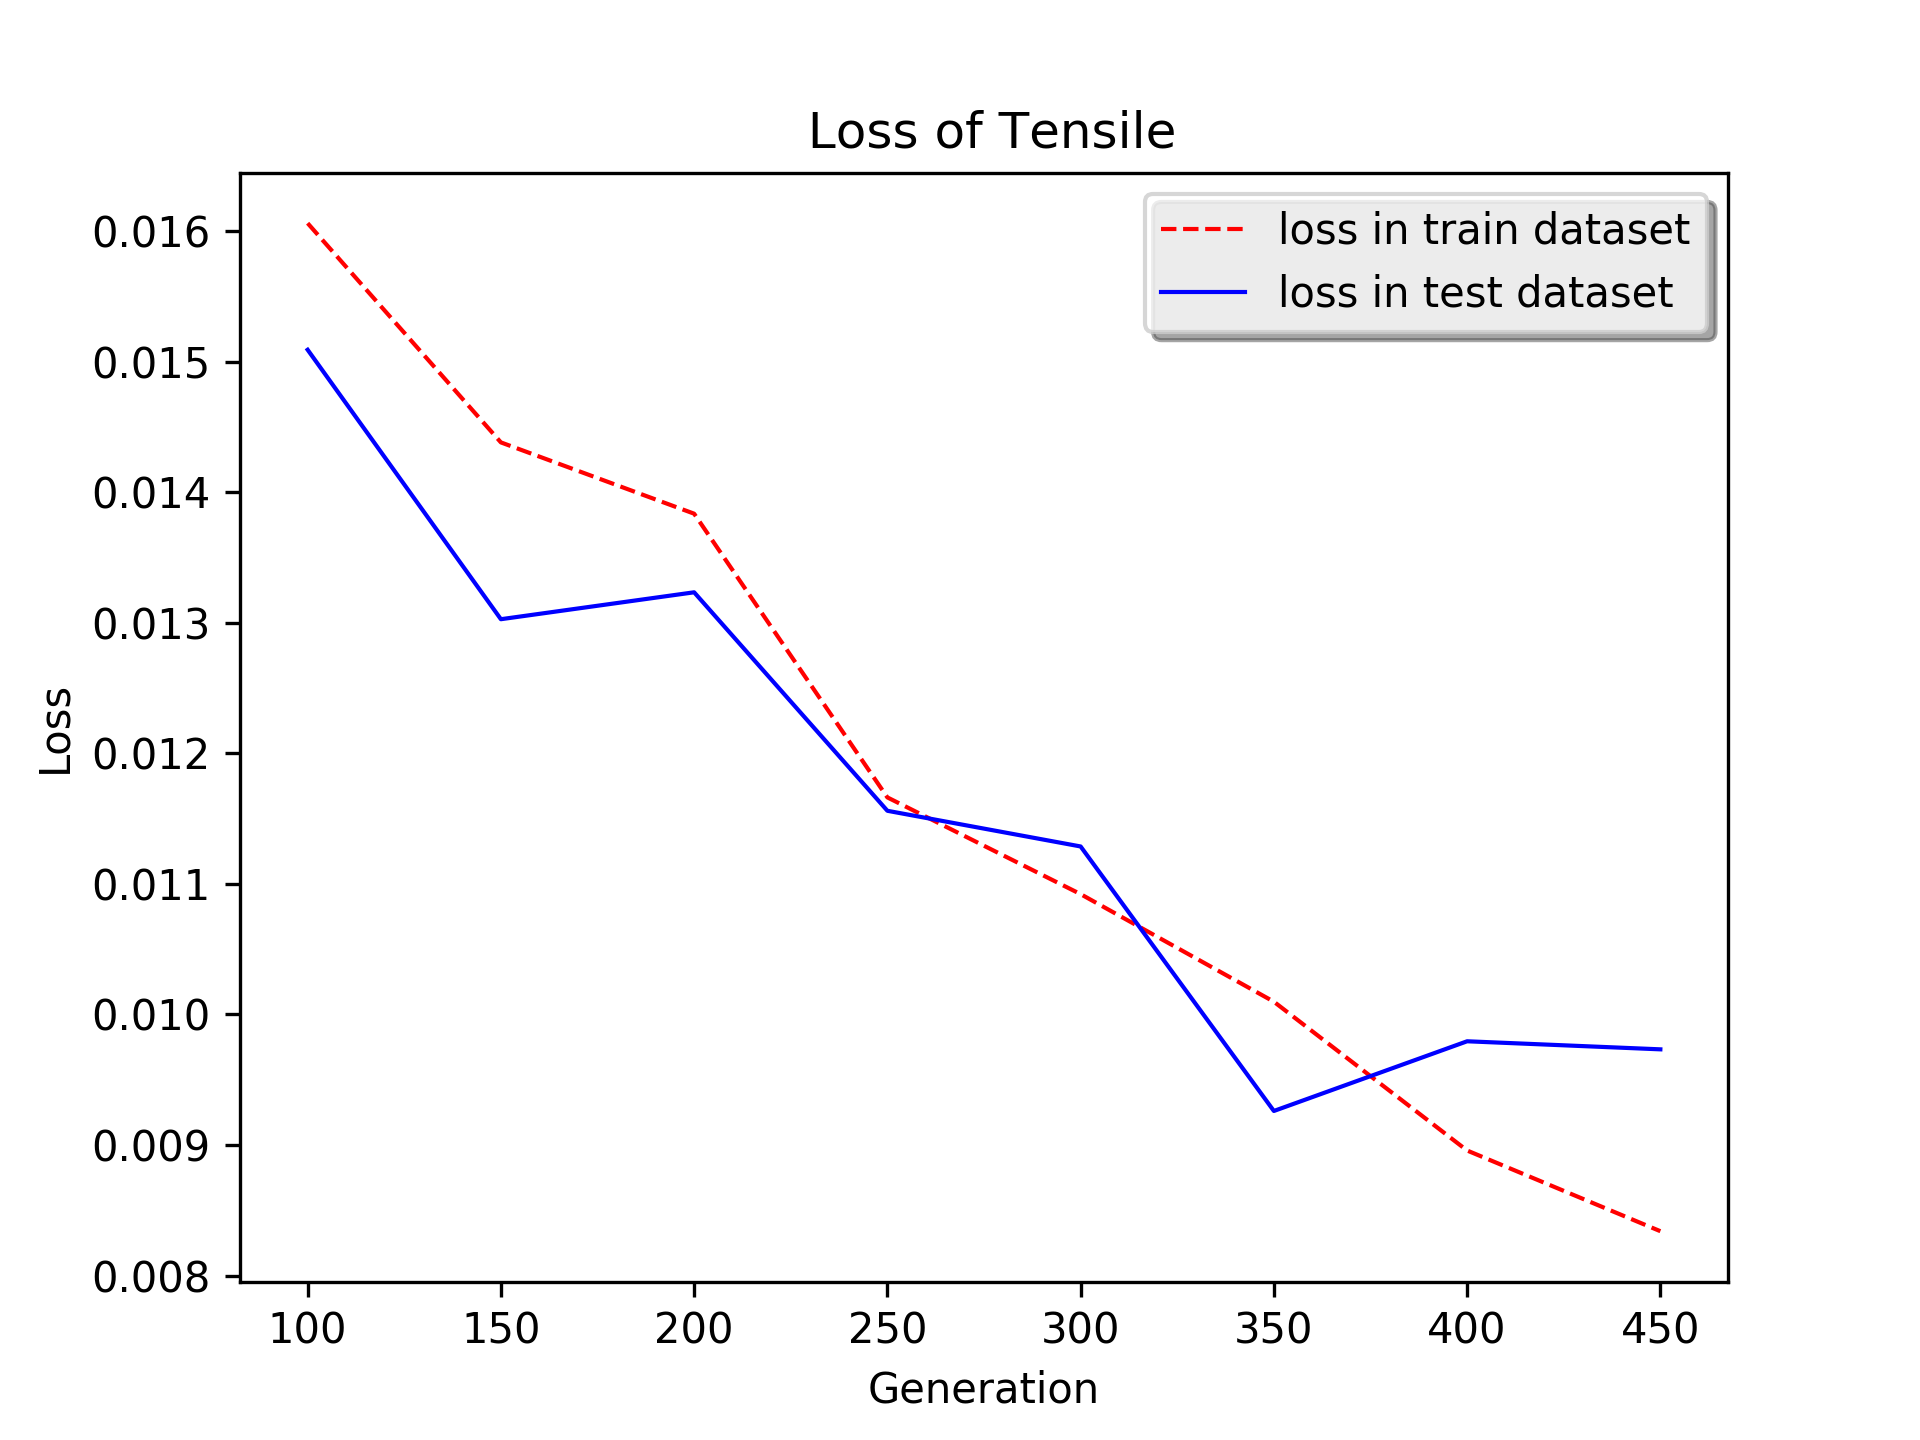 Loss of Tensile
loss in train dataset
loss in test dataset
0.016
0.015
0.014
0.013
0.012
0.011
0.010
0.009
0.008
Loss
100 150 200 250 300 350 400 450
Generation